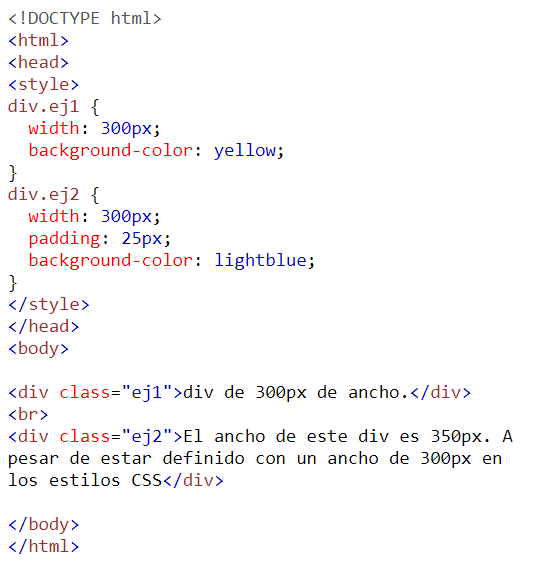 <!DOCTYPE html>
<html>
<head>
<style>
div.ej1 {
  width: 300px;
  background-color: yellow;
}
div.ej2 {
  width: 300px;
  padding: 25px;
  background-color: lightblue;
}
</style>
</head>
<body>

<div class="ej1">div de 300px de ancho.</div>
<br>
<div class="ej2">El ancho de este div es 350px. A
pesar de estar definido con un ancho de 300px en
los estilos CSS</div>

</body>
</html>